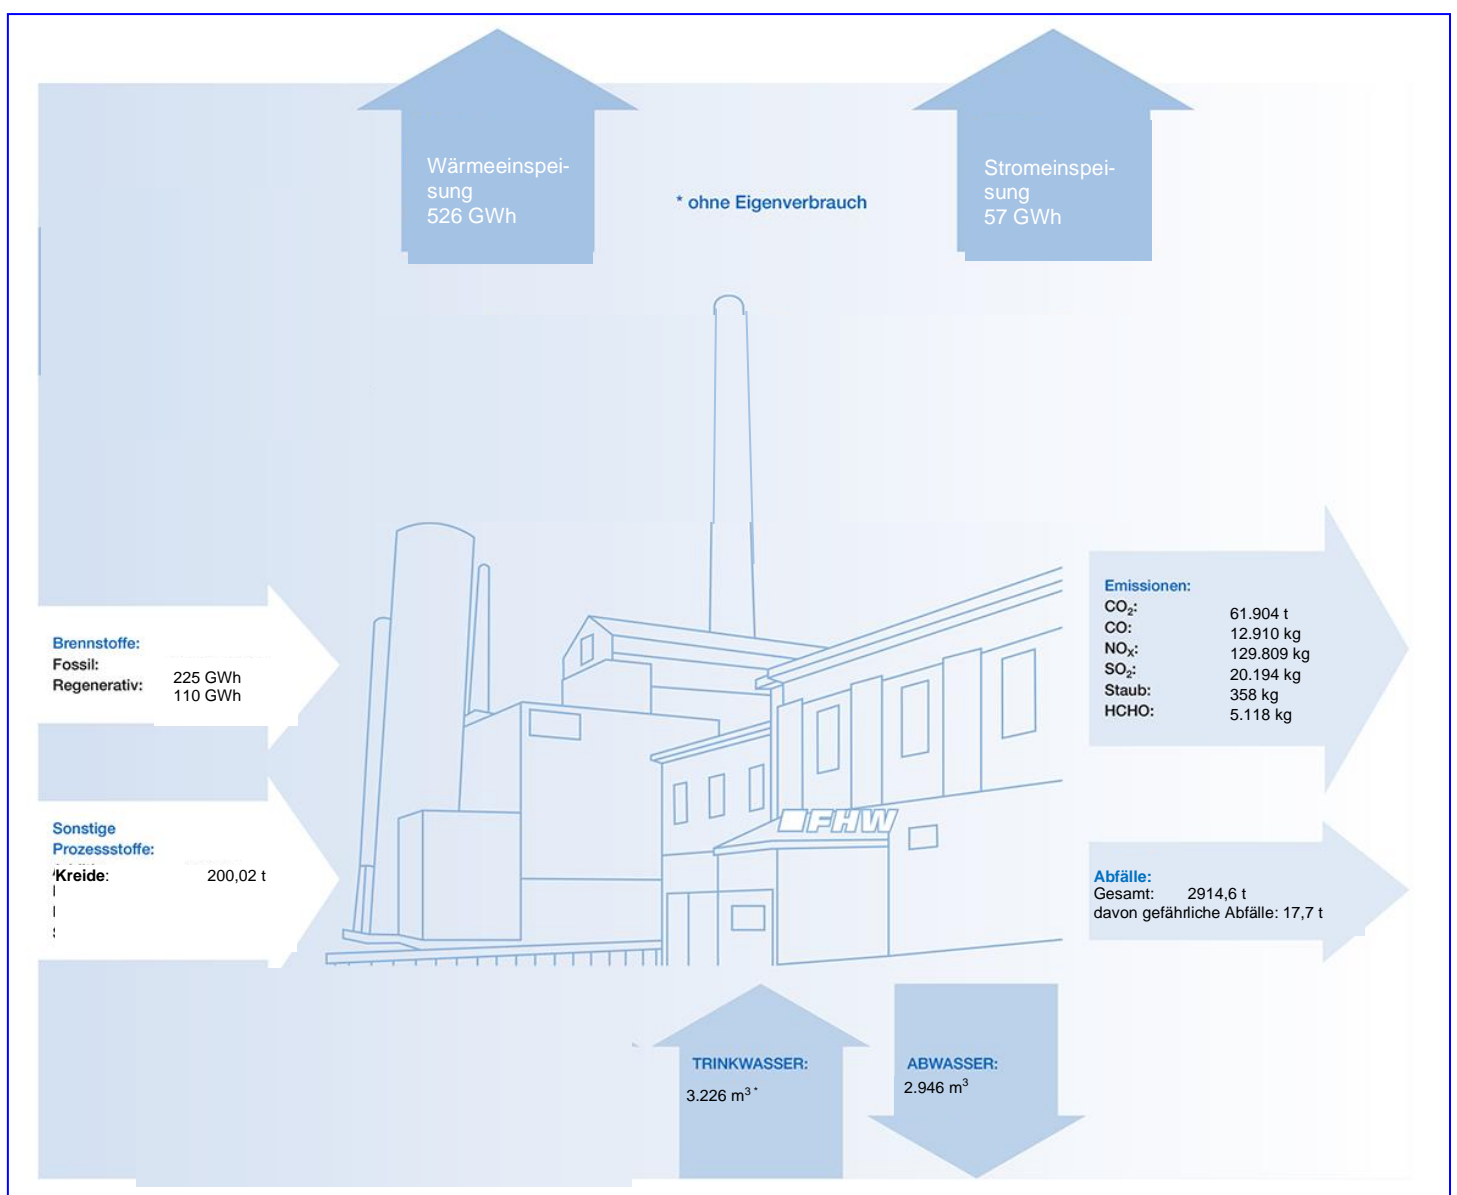 Wärmeeinspei-
sung
526 GWh
* ohne Eigenverbrauch
Stromeinspei-
sung
57 GWh
Brennstoffe:
Fossil: 225 GWh
Regenerativ: 110 GWh
Sonstige
Prozessstoffe:
Kreide: 200,02 t
FHW
Emissionen:
CO₂: 61.904 t
CO: 12.910 kg
NOₓ: 129.809 kg
SO₂: 20.194 kg
Staub: 358 kg
HCHO: 5.118 kg
Abfälle:
Gesamt: 2914,6 t
davon gefährliche Abfälle: 17,7 t
TRINKWASSER:
3.226 m³ *
ABWASSER:
2.946 m³